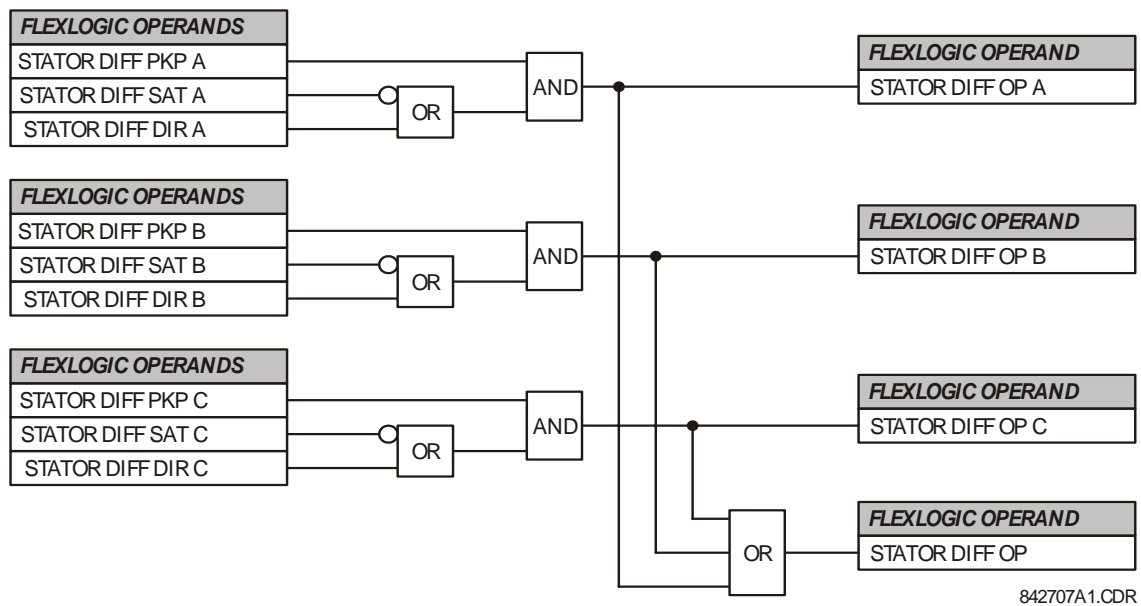 FLEXLOGIC OPERANDS
STATOR DIFF PKP A
STATOR DIFF SAT A
STATOR DIFF DIR A
OR
AND
FLEXLOGIC OPERAND
STATOR DIFF OP A
FLEXLOGIC OPERANDS
STATOR DIFF PKP B
STATOR DIFF SAT B
STATOR DIFF DIR B
OR
AND
FLEXLOGIC OPERAND
STATOR DIFF OP B
FLEXLOGIC OPERANDS
STATOR DIFF PKP C
STATOR DIFF SAT C
STATOR DIFF DIR C
OR
AND
FLEXLOGIC OPERAND
STATOR DIFF OP C
OR
FLEXLOGIC OPERAND
STATOR DIFF OP
842707A1.CDR